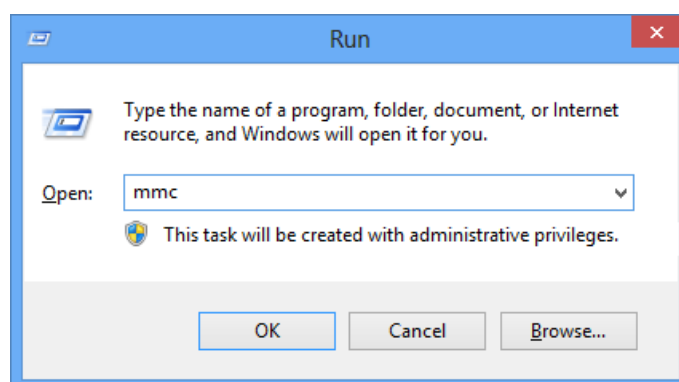 Run
Type the name of a program, folder, document, or Internet
resource, and Windows will open it for you.
Open: mmc
This task will be created with administrative privileges.
OK Cancel Browse...